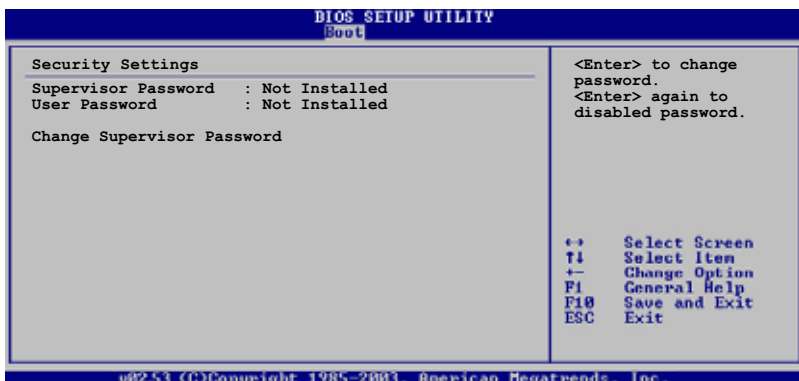 BIOS SETUP UTILITY
Boot
Security Settings
Supervisor Password : Not Installed
User Password : Not Installed
Change Supervisor Password
<Enter> to change
password.
<Enter> again to
disabled password.
↔ Select Screen
↑↓ Select Item
+- Change Option
F1 General Help
F10 Save and Exit
ESC Exit
v02.53 (C)Copyright 1985-2003, American Megatrends, Inc.